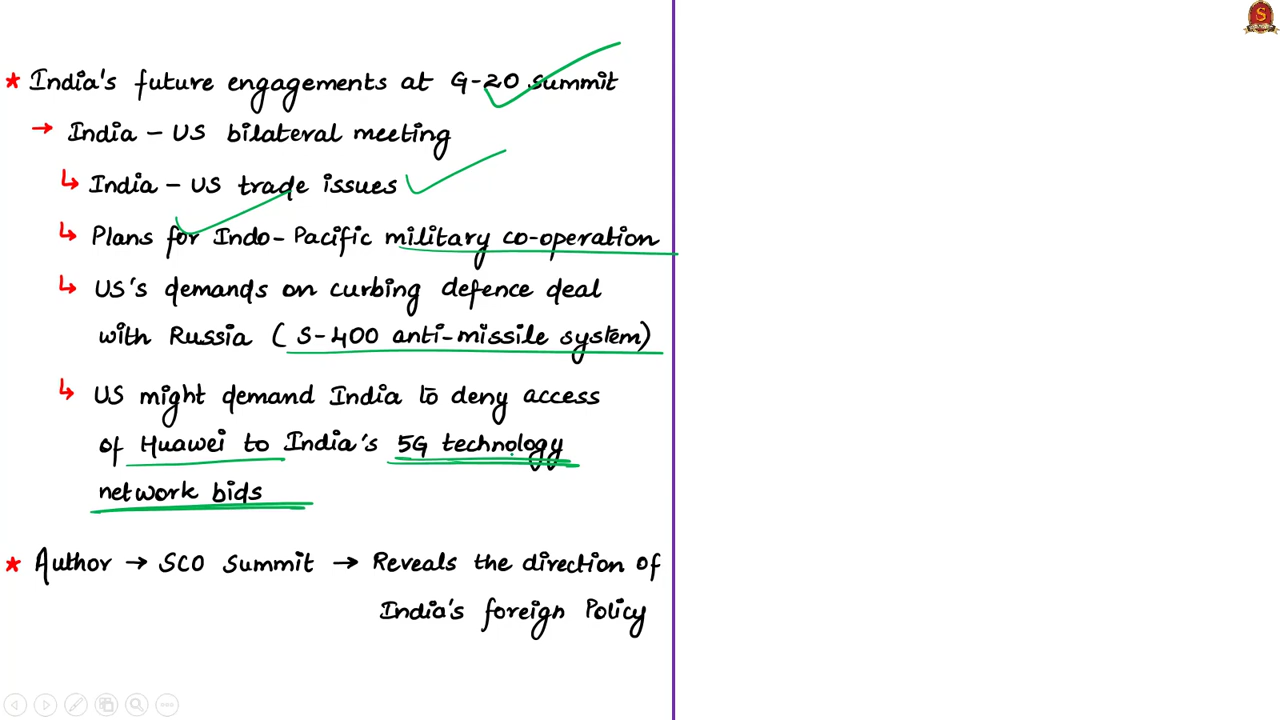 * India's future engagements at G-20 summit
→ India - US bilateral meeting
↳ India - US trade issues
↳ Plans for Indo-Pacific military co-operation
↳ US's demands on curbing defence deal
with Russia (S-400 anti-missile system)
↳ US might demand India to deny access
of Huawei to India's 5G technology
network bids
* Author → SCO Summit → Reveals the direction of
India's foreign Policy
S